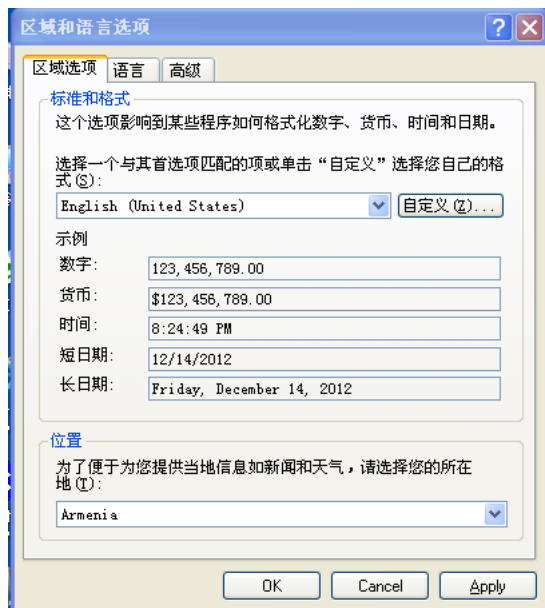 区域和语言选项
区域选项 语言 高级
标准和格式
这个选项影响到某些程序如何格式化数字、货币、时间和日期。
选择一个与其首选项匹配的项或单击“自定义”选择您自己的格
式(S):
English (United States) 自定义(Z)...
示例
数字: 123,456,789.00
货币: $123,456,789.00
时间: 8:24:49 PM
短日期: 12/14/2012
长日期: Friday, December 14, 2012
位置
为了便于为您提供当地信息如新闻和天气，请选择您的所在
地(T):
Armenia
OK Cancel Apply